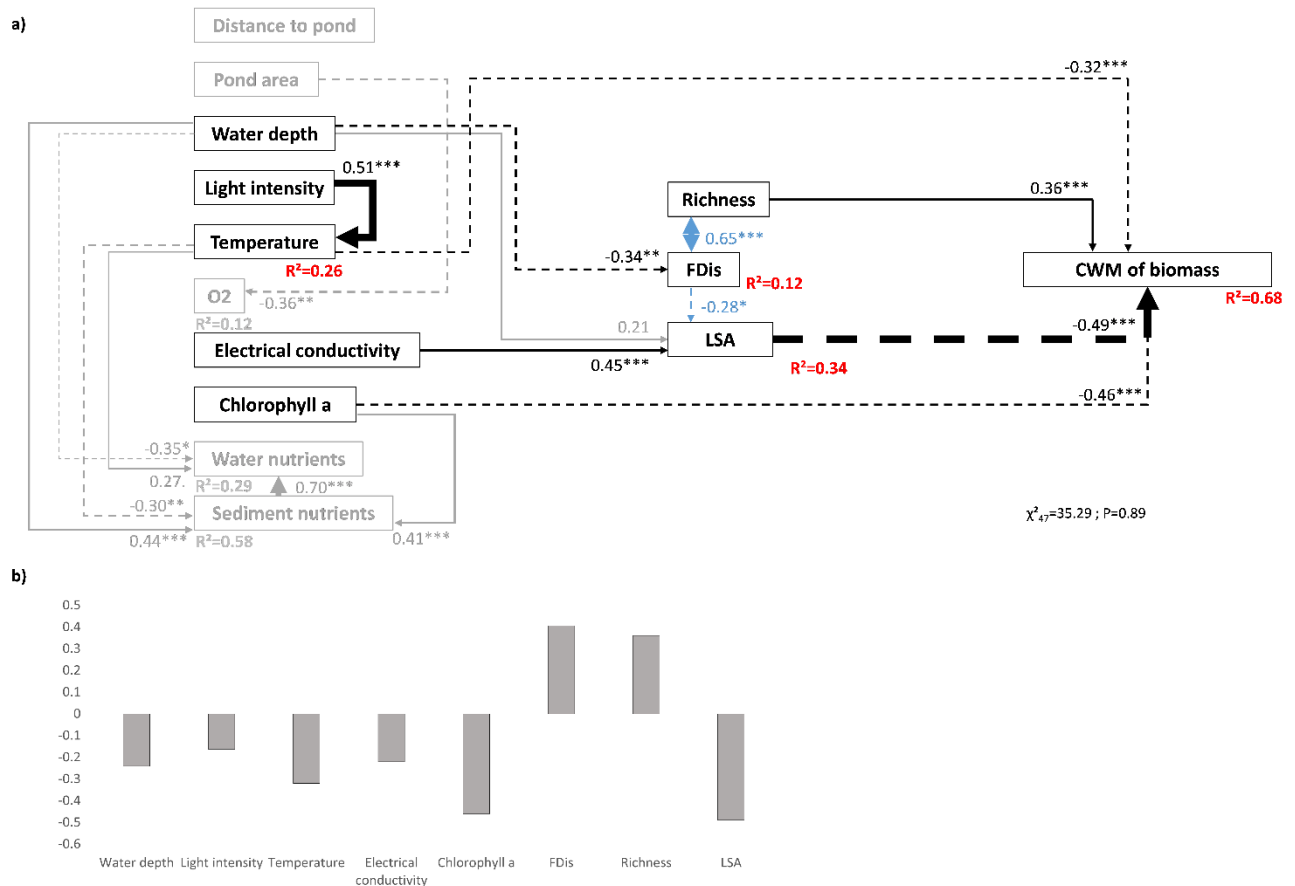 a)
Distance to pond
Pond area
-0.32***
Water depth
0.51***
Light intensity
Richness
0.36***
0.65***
Temperature
-0.34**
FDis
CWM of biomass
R²=0.26
R²=0.12
R²=0.68
O2
-0.36**
-0.28*
R²=0.12
0.21
-0.49***
Electrical conductivity
LSA
0.45***
R²=0.34
Chlorophyll a
-0.46***
-0.35*
Water nutrients
0.27.
R²=0.29
0.70***
-0.30**
Sediment nutrients
χ²₄₇=35.29 ; P=0.89
0.44***
R²=0.58
0.41***
b)
0.5
0.4
0.3
0.2
0.1
0
-0.1
-0.2
-0.3
-0.4
-0.5
-0.6
Water depth Light intensity Temperature Electrical conductivity Chlorophyll a FDis Richness LSA